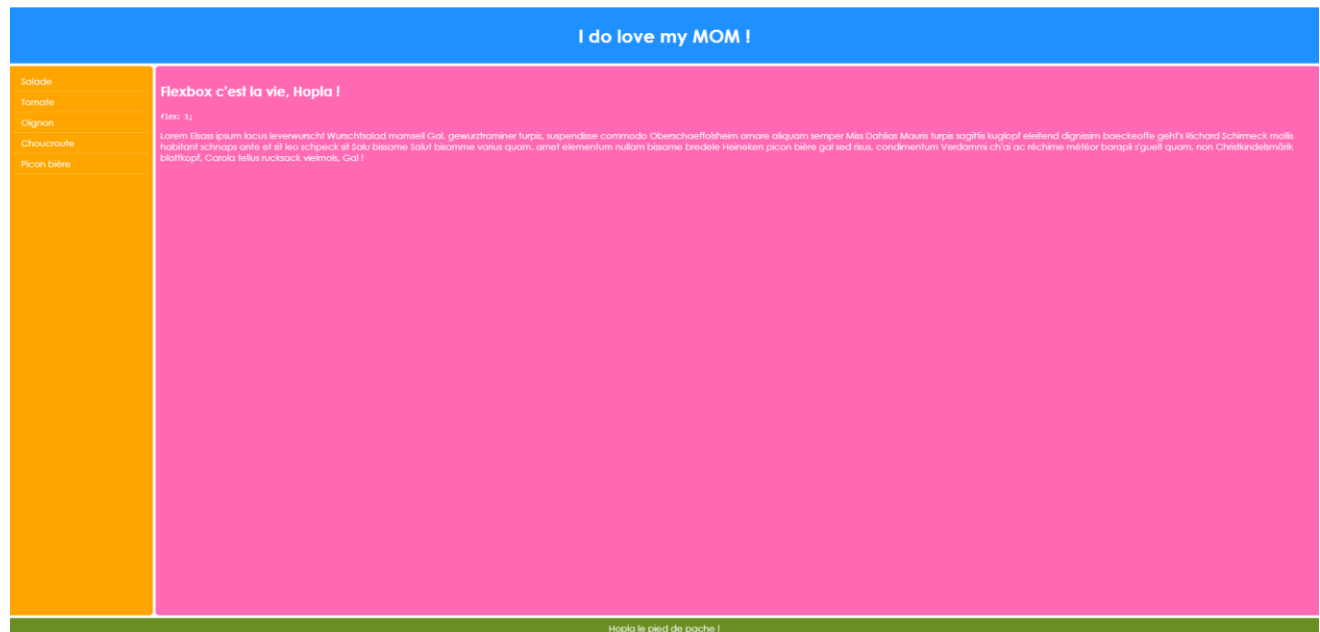 I do love my MOM !
Salade
Tomate
Oignon
Choucroute
Picon bière
Flexbox c'est la vie, Hopla !
flex: 1;
Lorem Elsass ipsum lacus leverwurscht Wurschtsalad mamsell Gal. gewurztraminer turpis, suspendisse commodo Oberschaeffolsheim ornare aliquam semper Miss Dahlias Mauris turpis sagittis kuglopf eleifend dignissim baeckeoffe geht's Richard Schirmeck mollis
habitant schnaps ante et sit leo schpeck sit Salu bissame Salut bisamme varius quam. amet elementum nullam bissame bredele Heineken picon bière gal sed risus, condimentum Verdammi ch'ai ac réchime météor barapli s'guelt quam, non Christkindelsmärik
blottkopf, Carola tellus rucksack vielmols, Gal !
Hopla le pied de pache !